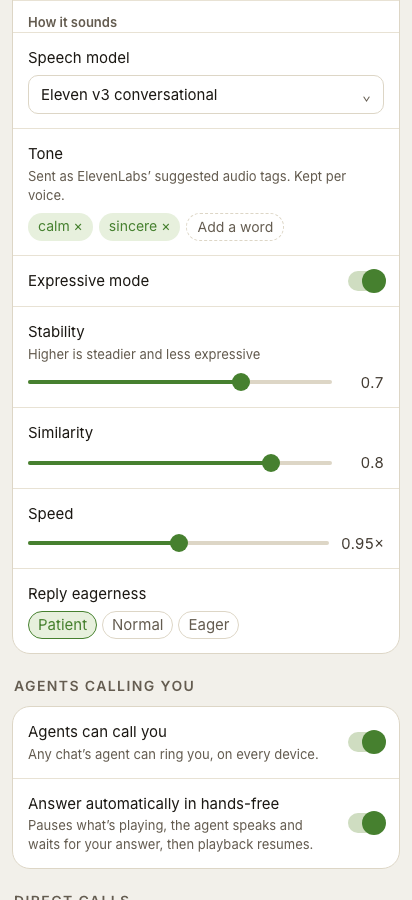 How it sounds
Speech model
Eleven v3 conversational
Tone
Sent as ElevenLabs’ suggested audio tags. Kept per
voice.
calm × sincere × Add a word
Expressive mode
Stability
Higher is steadier and less expressive
0.7
Similarity
0.8
Speed
0.95×
Reply eagerness
Patient Normal Eager
AGENTS CALLING YOU
Agents can call you
Any chat’s agent can ring you, on every device.
Answer automatically in hands-free
Pauses what’s playing, the agent speaks and
waits for your answer, then playback resumes.
DIRECT CALLS